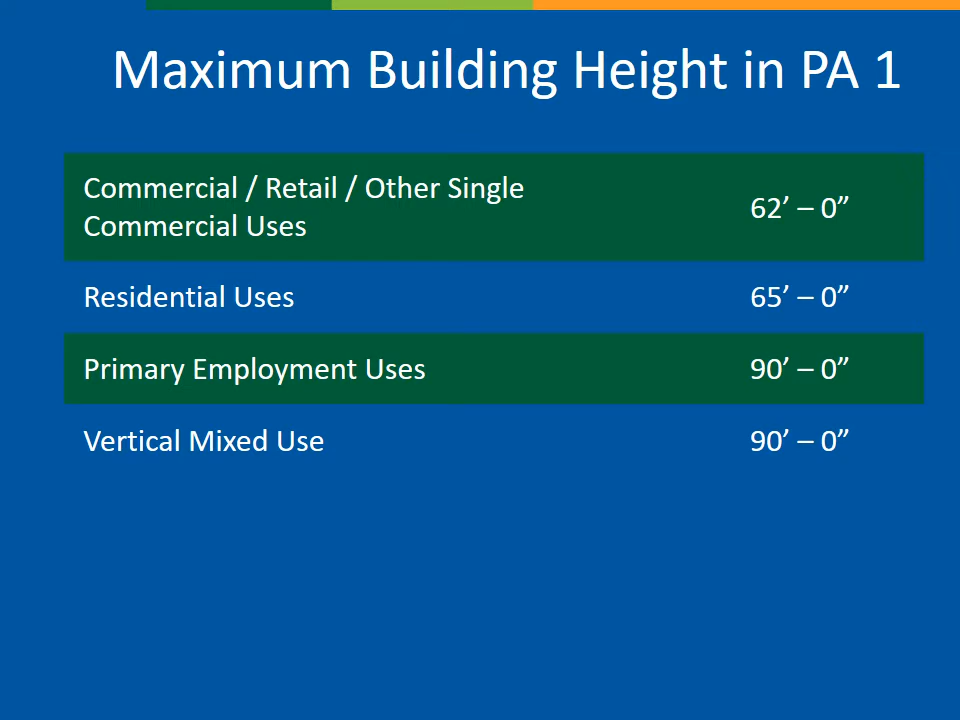 Maximum Building Height in PA 1
Commercial / Retail / Other Single
Commercial Uses
62’ – 0”
Residential Uses 65’ – 0”
Primary Employment Uses 90’ – 0”
Vertical Mixed Use 90’ – 0”